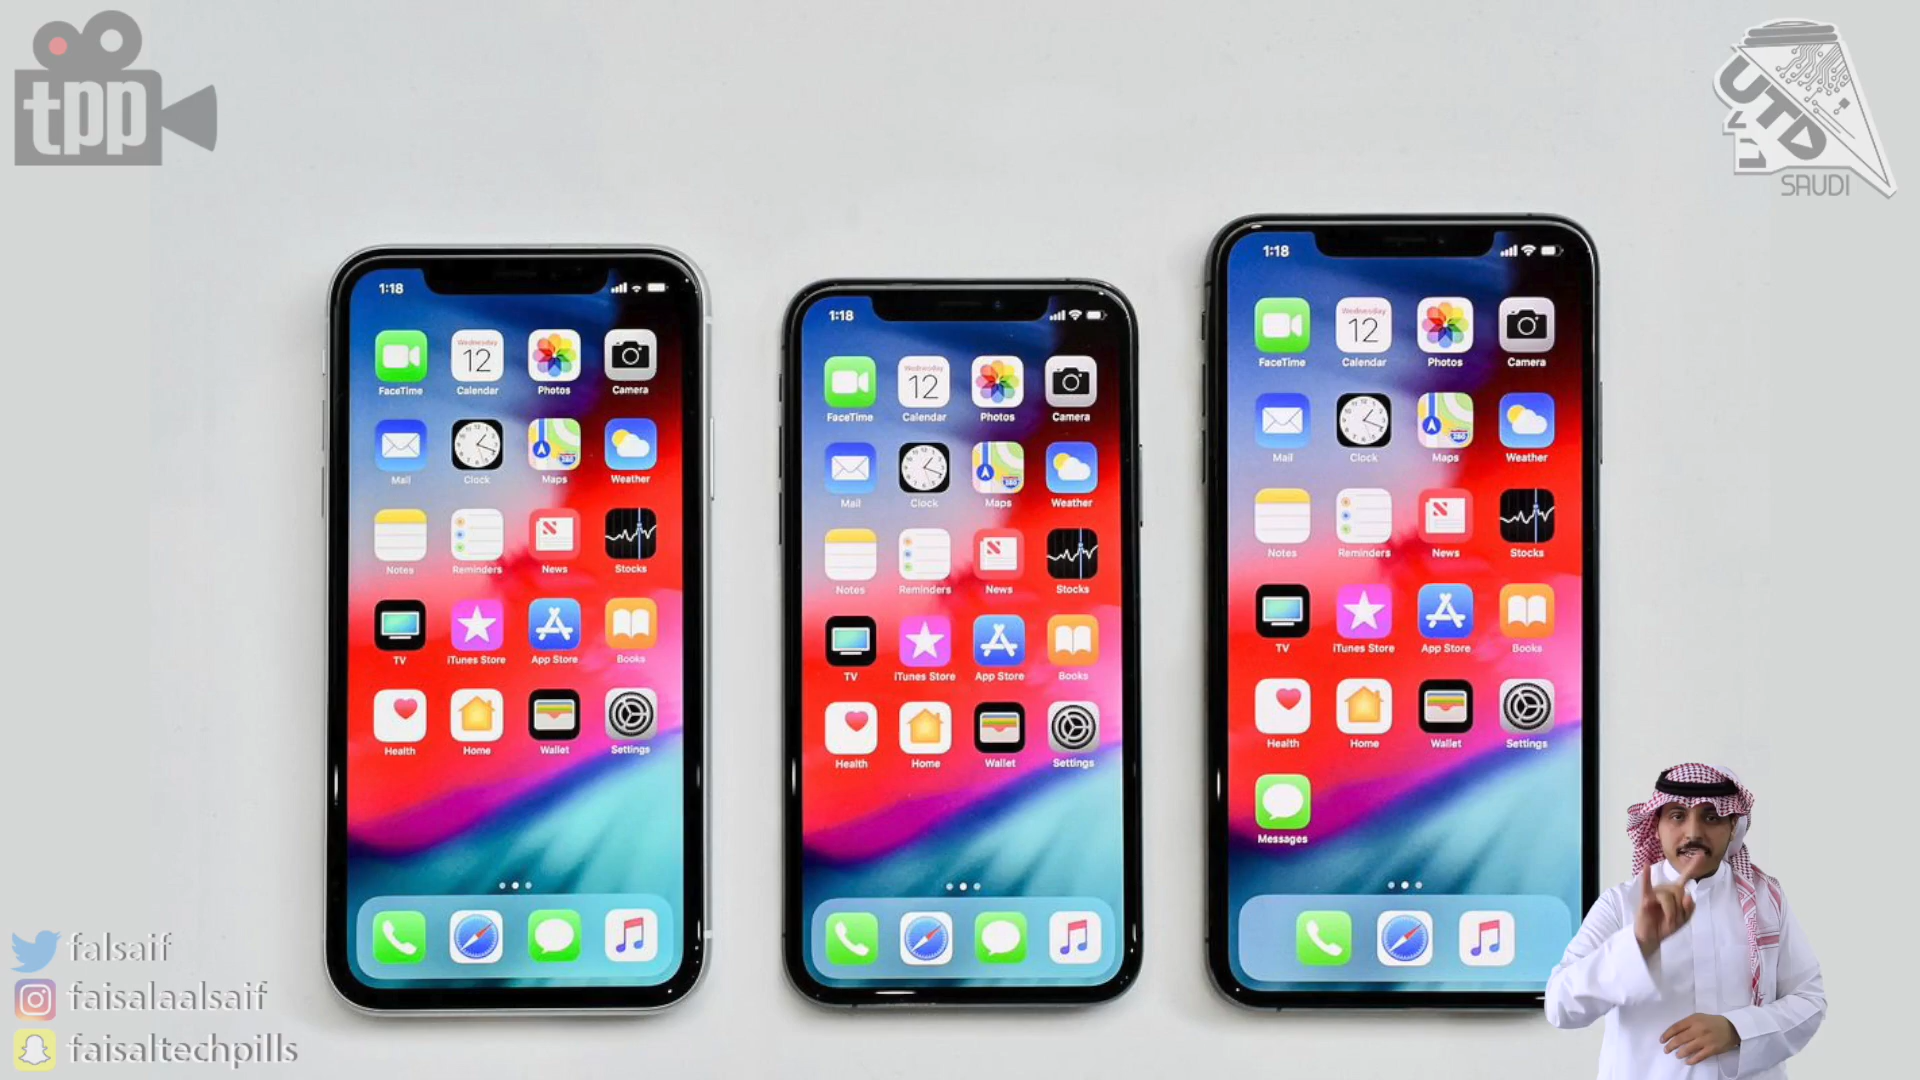 tpp
UTD
SAUDI
1:18
FaceTime
Wednesday
12
Calendar
Photos
Camera
Mail
Clock
Maps
Weather
Notes
Reminders
News
Stocks
TV
iTunes Store
App Store
Books
Health
Home
Wallet
Settings
1:18
FaceTime
Wednesday
12
Calendar
Photos
Camera
Mail
Clock
Maps
Weather
Notes
Reminders
News
Stocks
TV
iTunes Store
App Store
Books
Health
Home
Wallet
Settings
1:18
FaceTime
Wednesday
12
Calendar
Photos
Camera
Mail
Clock
Maps
Weather
Notes
Reminders
News
Stocks
TV
iTunes Store
App Store
Books
Health
Home
Wallet
Settings
Messages
falsaif
faisalaalsaif
faisaltechpills